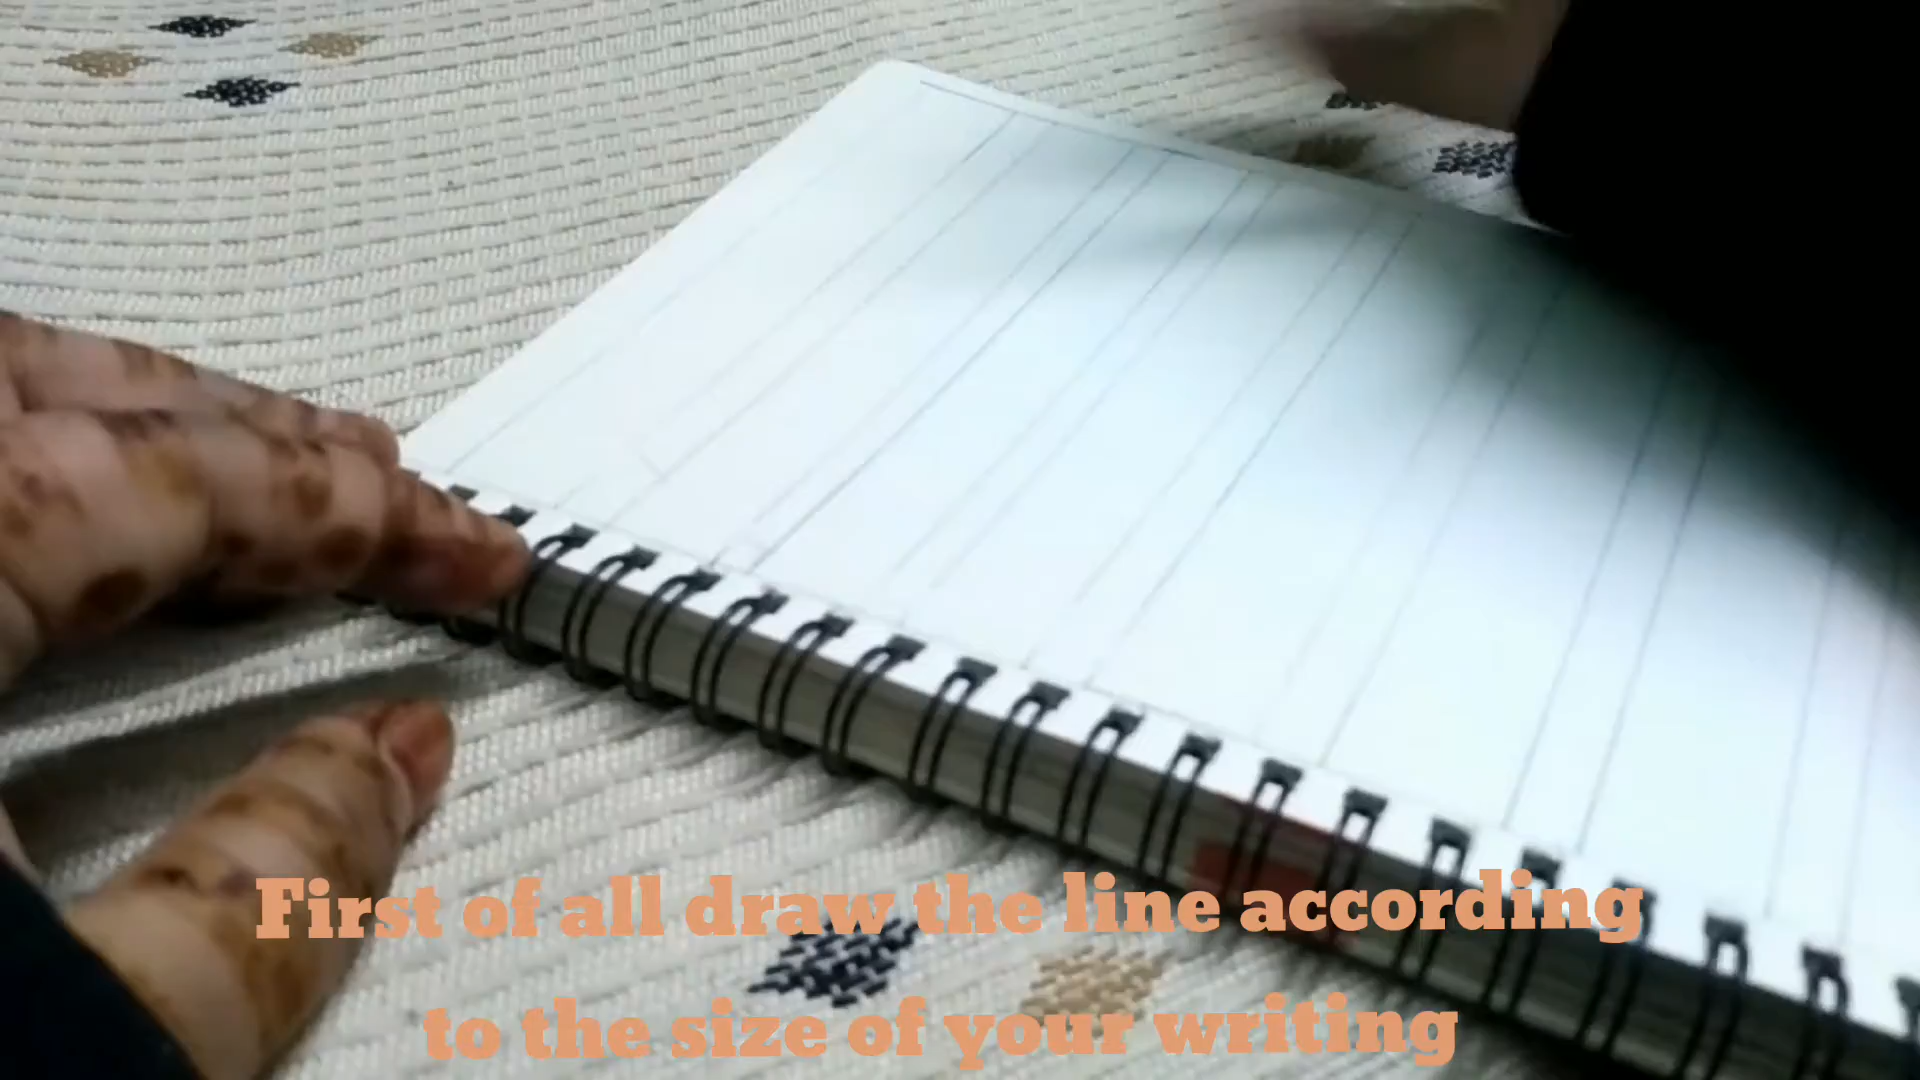 First of all draw the line according
to the size of your writing